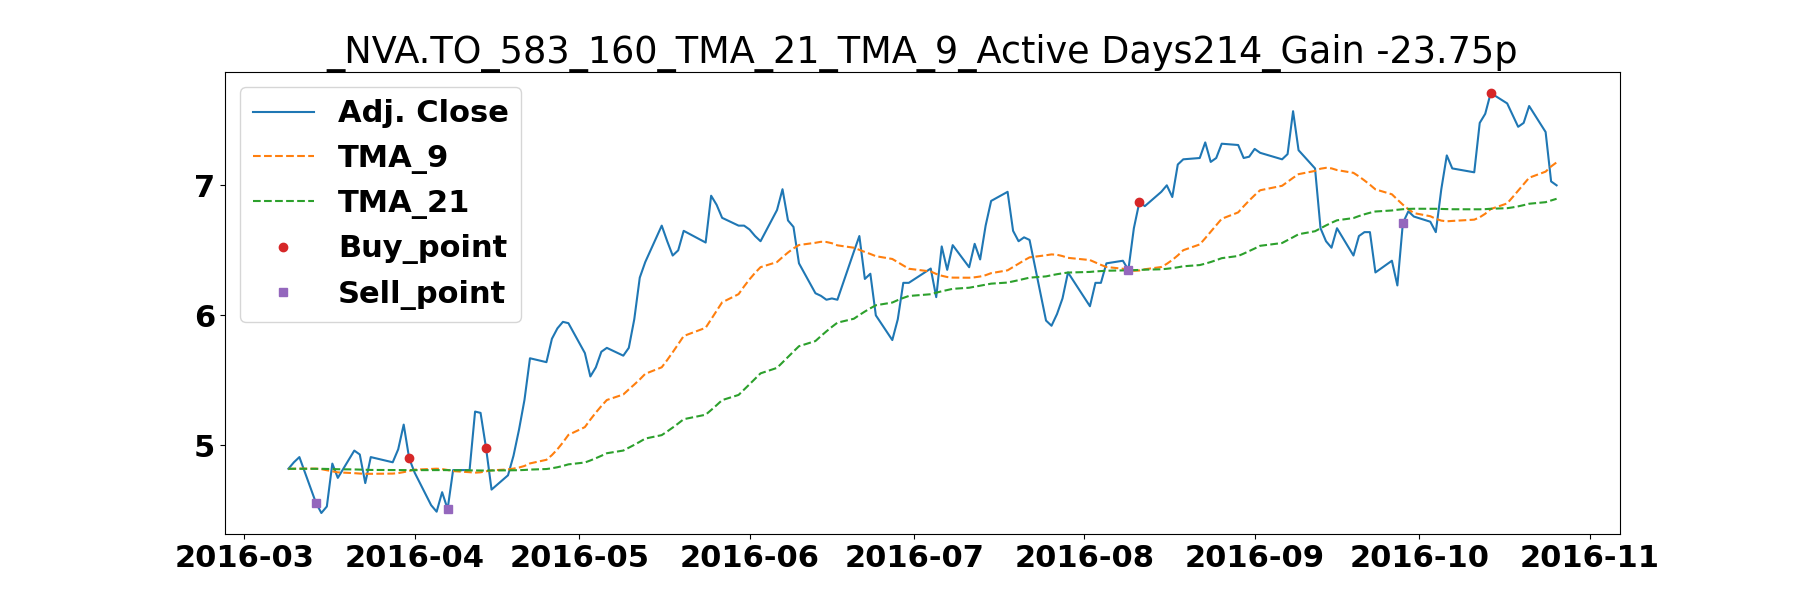 _NVA.TO_583_160_TMA_21_TMA_9_Active Days214_Gain -23.75p
Adj. Close
TMA_9
TMA_21
Buy_point
Sell_point
7
6
5
2016-03 2016-04 2016-05 2016-06 2016-07 2016-08 2016-09 2016-10 2016-11